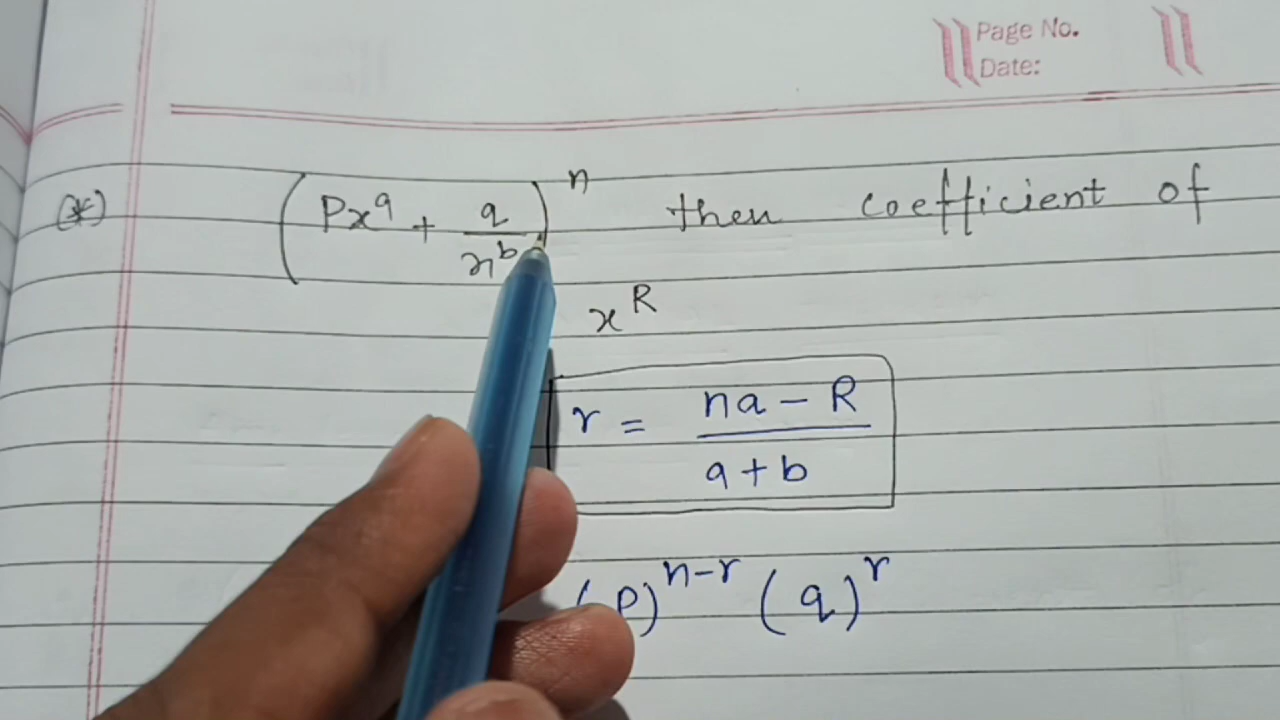 Page No.
Date:
(*) (Px^a + q/x^b)^n then coefficient of
x^R
r = (na - R)/(a + b)
(P)^n-r (q)^r